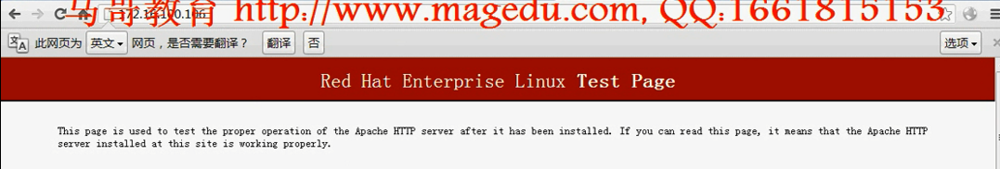 马哥教育 http://www.magedu.com, QQ:1661815153
172.16.100.106
此网页为 英文 网页，是否需要翻译？ 翻译 否 选项
Red Hat Enterprise Linux Test Page
This page is used to test the proper operation of the Apache HTTP server after it has been installed. If you can read this page, it means that the Apache HTTP
server installed at this site is working properly.